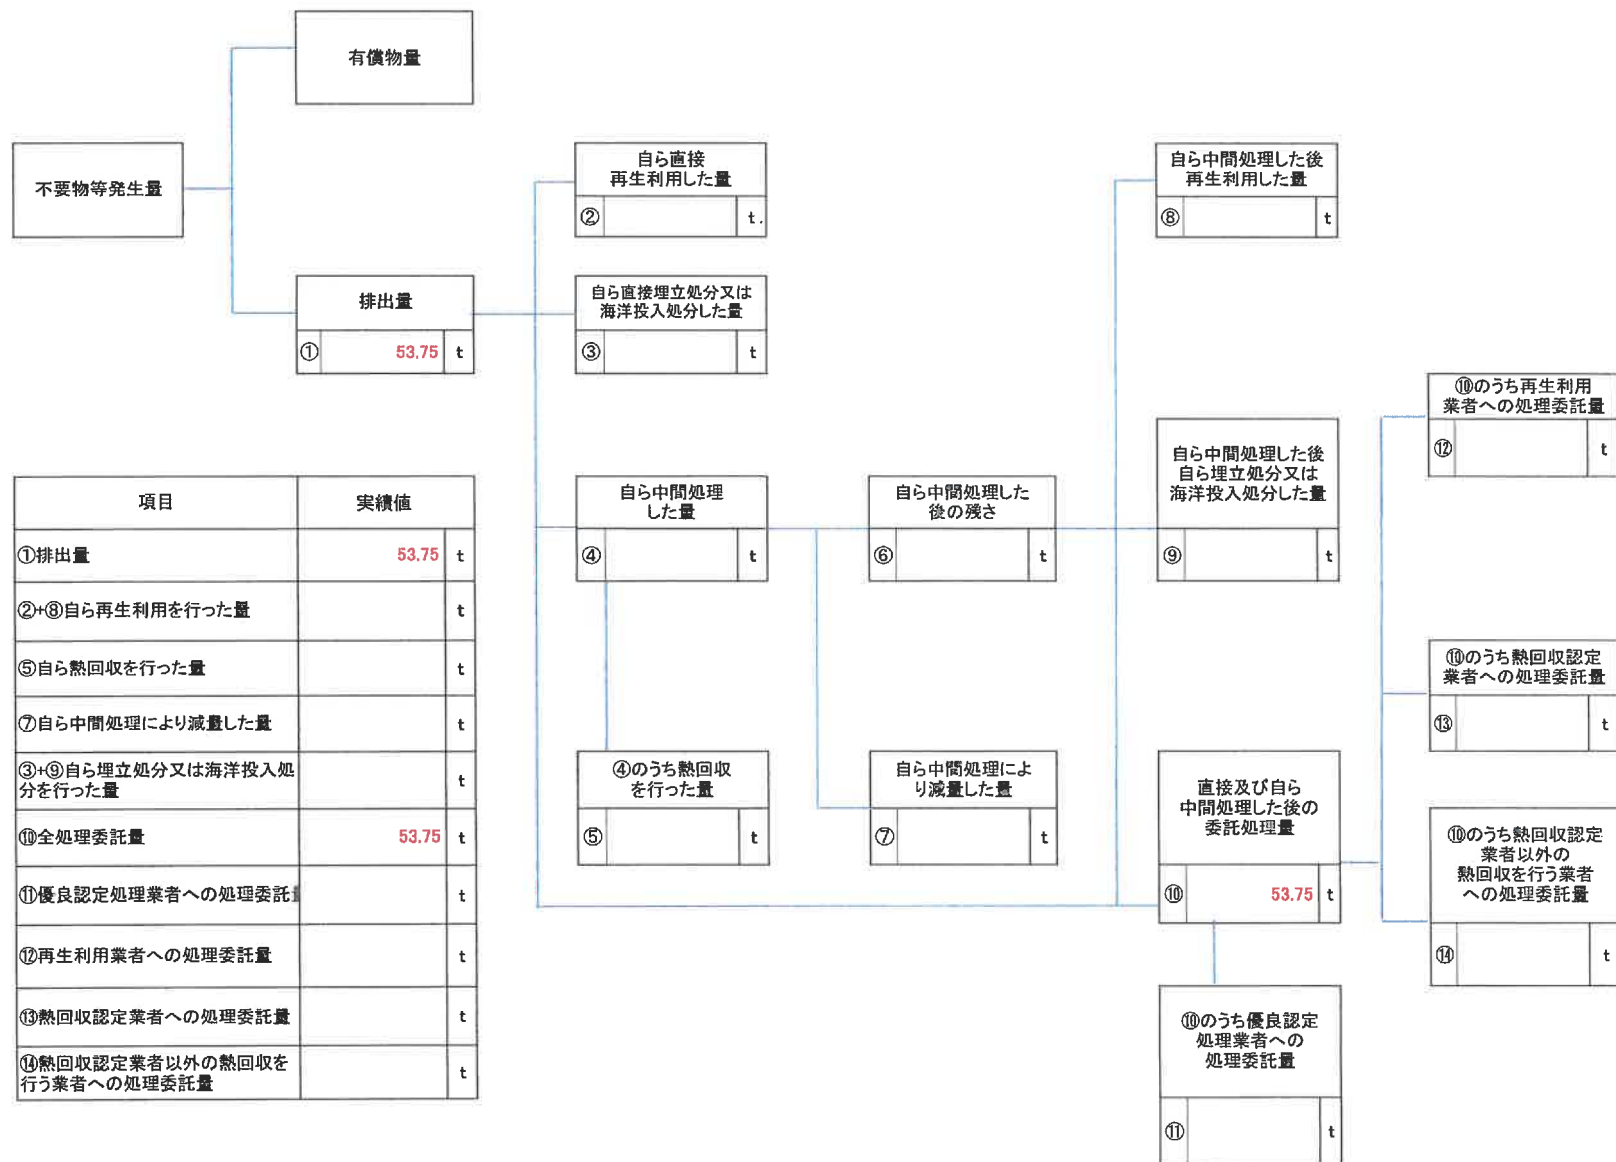 有償物量
不要物等発生量
排出量
① 53.75 t
自ら直接
再生利用した量
② t.
自ら直接埋立処分又は
海洋投入処分した量
③ t
自ら中間処理
した量
④ t
④のうち熱回収
を行った量
⑤ t
自ら中間処理した
後の残さ
⑥ t
自ら中間処理によ
り減量した量
⑦ t
自ら中間処理した後
再生利用した量
⑧ t
自ら中間処理した後
自ら埋立処分又は
海洋投入処分した量
⑨ t
直接及び自ら
中間処理した後の
委託処理量
⑩ 53.75 t
⑩のうち優良認定
処理業者への
処理委託量
⑪ t
⑩のうち再生利用
業者への処理委託量
⑫ t
⑩のうち熱回収認定
業者への処理委託量
⑬ t
⑩のうち熱回収認定
業者以外の
熱回収を行う業者
への処理委託量
⑭ t
項目 実績値
①排出量 53.75 t
②+⑧自ら再生利用を行った量 t
⑤自ら熱回収を行った量 t
⑦自ら中間処理により減量した量 t
③+⑨自ら埋立処分又は海洋投入処
分を行った量 t
⑩全処理委託量 53.75 t
⑪優良認定処理業者への処理委託 t
⑫再生利用業者への処理委託量 t
⑬熱回収認定業者への処理委託量 t
⑭熱回収認定業者以外の熱回収を
行う業者への処理委託量 t